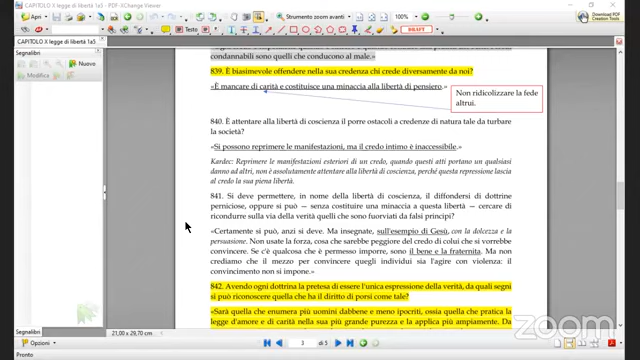 CAPITOLO X legge di libertà 1a5 - PDF-XChange Viewer
Apri
Strumento zoom avanti
100%
Download PDF
Creation Tools
DRAFT
Segnalibri
CAPITOLO X legge di libertà 1a5
Nuovo
Modifica
condannabili sono quelli che conducono al male.»
839. È biasimevole offendere nella sua credenza chi crede diversamente da noi?
«È mancare di carità e costituisce una minaccia alla libertà di pensiero.»
Non ridicolizzare la fede
altrui.
840. È attentare alla libertà di coscienza il porre ostacoli a credenze di natura tale da turbare
la società?
«Si possono reprimere le manifestazioni, ma il credo intimo è inaccessibile.»
Kardec: Reprimere le manifestazioni esteriori di un credo, quando questi atti portano un qualsiasi
danno ad altri, non è assolutamente attentare alla libertà di coscienza, perché questa repressione lascia
al credo la sua piena libertà.
841. Si deve permettere, in nome della libertà di coscienza, il diffondersi di dottrine
perniciose, oppure si può — senza costituire una minaccia a questa libertà — cercare di
ricondurre sulla via della verità quelli che sono fuorviati da falsi principi?
«Certamente si può, anzi si deve. Ma insegnate, sull'esempio di Gesù, con la dolcezza e la
persuasione. Non usate la forza, cosa che sarebbe peggiore del credo di colui che si vorrebbe
convincere. Se c'è qualcosa che è permesso imporre, sono il bene e la fraternità. Ma non
crediamo che il mezzo per convincere quegli individui sia l'agire con violenza: il
convincimento non si impone.»
842. Avendo ogni dottrina la pretesa di essere l'unica espressione della verità, da quali segni
si può riconoscere quella che ha il diritto di porsi come tale?
«Sarà quella che enumera più uomini dabbene e meno ipocriti, ossia quella che pratica la
legge d'amore e di carità nella sua più grande purezza e la applica più ampiamente. Da
LIVE
zoom
Segnalibri
21,00 x 29,70 cm
Opzioni
3
di 5
Pronto